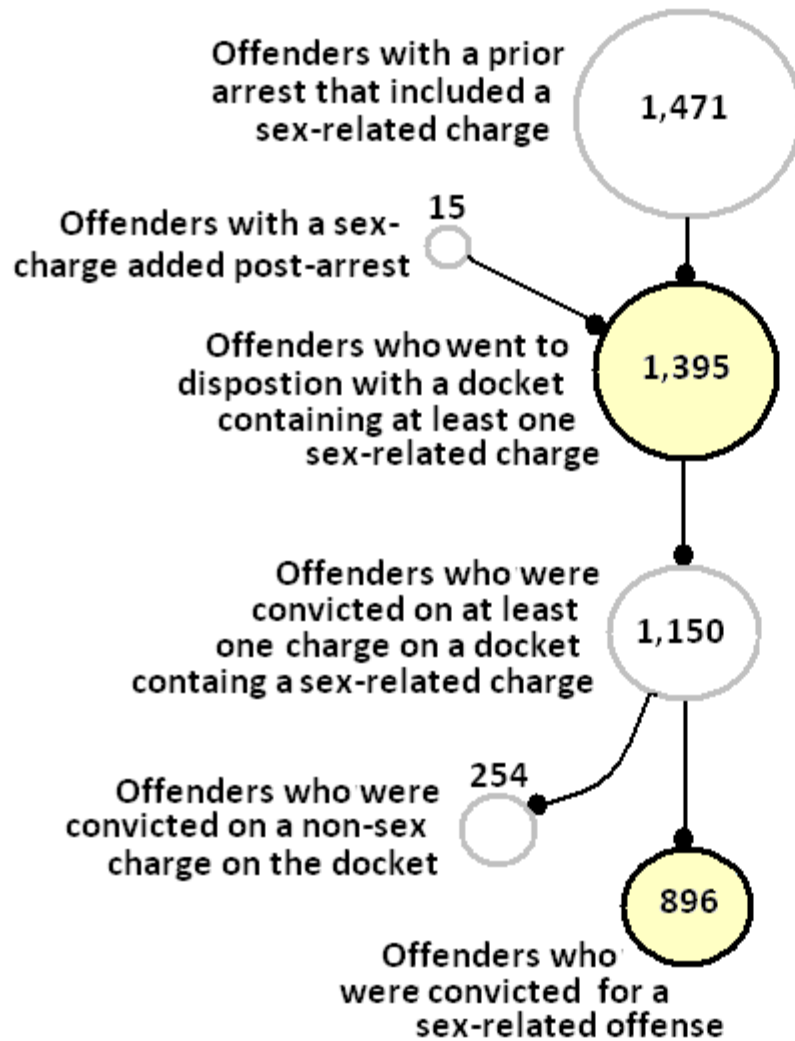 Offenders with a prior
arrest that included a
sex-related charge
1,471
15
Offenders with a sex-
charge added post-arrest
Offenders who went to
dispostion with a docket
containing at least one
sex-related charge
1,395
Offenders who were
convicted on at least
one charge on a docket
containg a sex-related charge
1,150
254
Offenders who were
convicted on a non-sex
charge on the docket
896
Offenders who
were convicted for a
sex-related offense